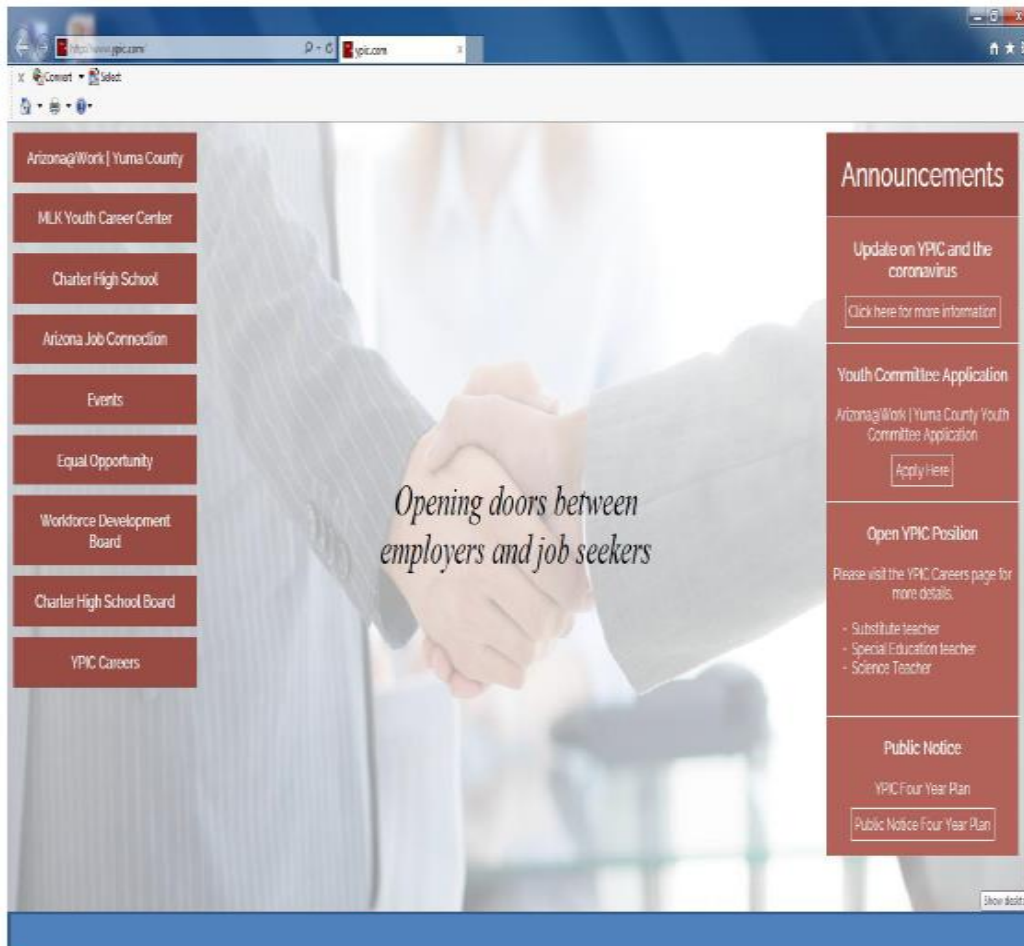 http://www.ypic.com/
ypic.com
x
x Convert Select
Arizona@Work | Yuma County
MLK Youth Career Center
Charter High School
Arizona Job Connection
Events
Equal Opportunity
Workforce Development
Board
Charter High School Board
YPIC Careers
Opening doors between
employers and job seekers
Announcements
Update on YPIC and the
coronavirus
Click here for more information
Youth Committee Application
Arizona@Work | Yuma County Youth
Committee Application
Apply Here
Open YPIC Position
Please visit the YPIC Careers page for
more details.
- Substitute teacher
- Special Education teacher
- Science Teacher
Public Notice
YPIC Four Year Plan
Public Notice Four Year Plan
Show deskt